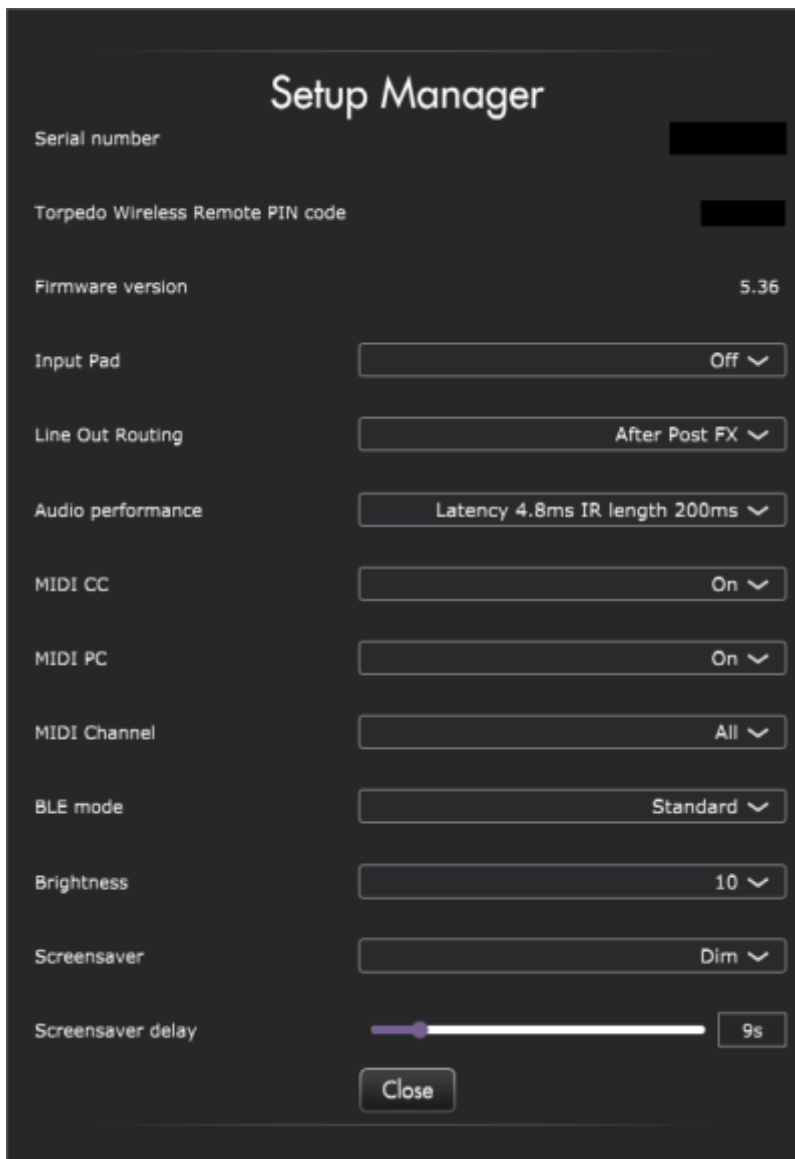 Setup Manager
Serial number
Torpedo Wireless Remote PIN code
Firmware version 5.36
Input Pad Off
Line Out Routing After Post FX
Audio performance Latency 4.8ms IR length 200ms
MIDI CC On
MIDI PC On
MIDI Channel All
BLE mode Standard
Brightness 10
Screensaver Dim
Screensaver delay 9s
Close